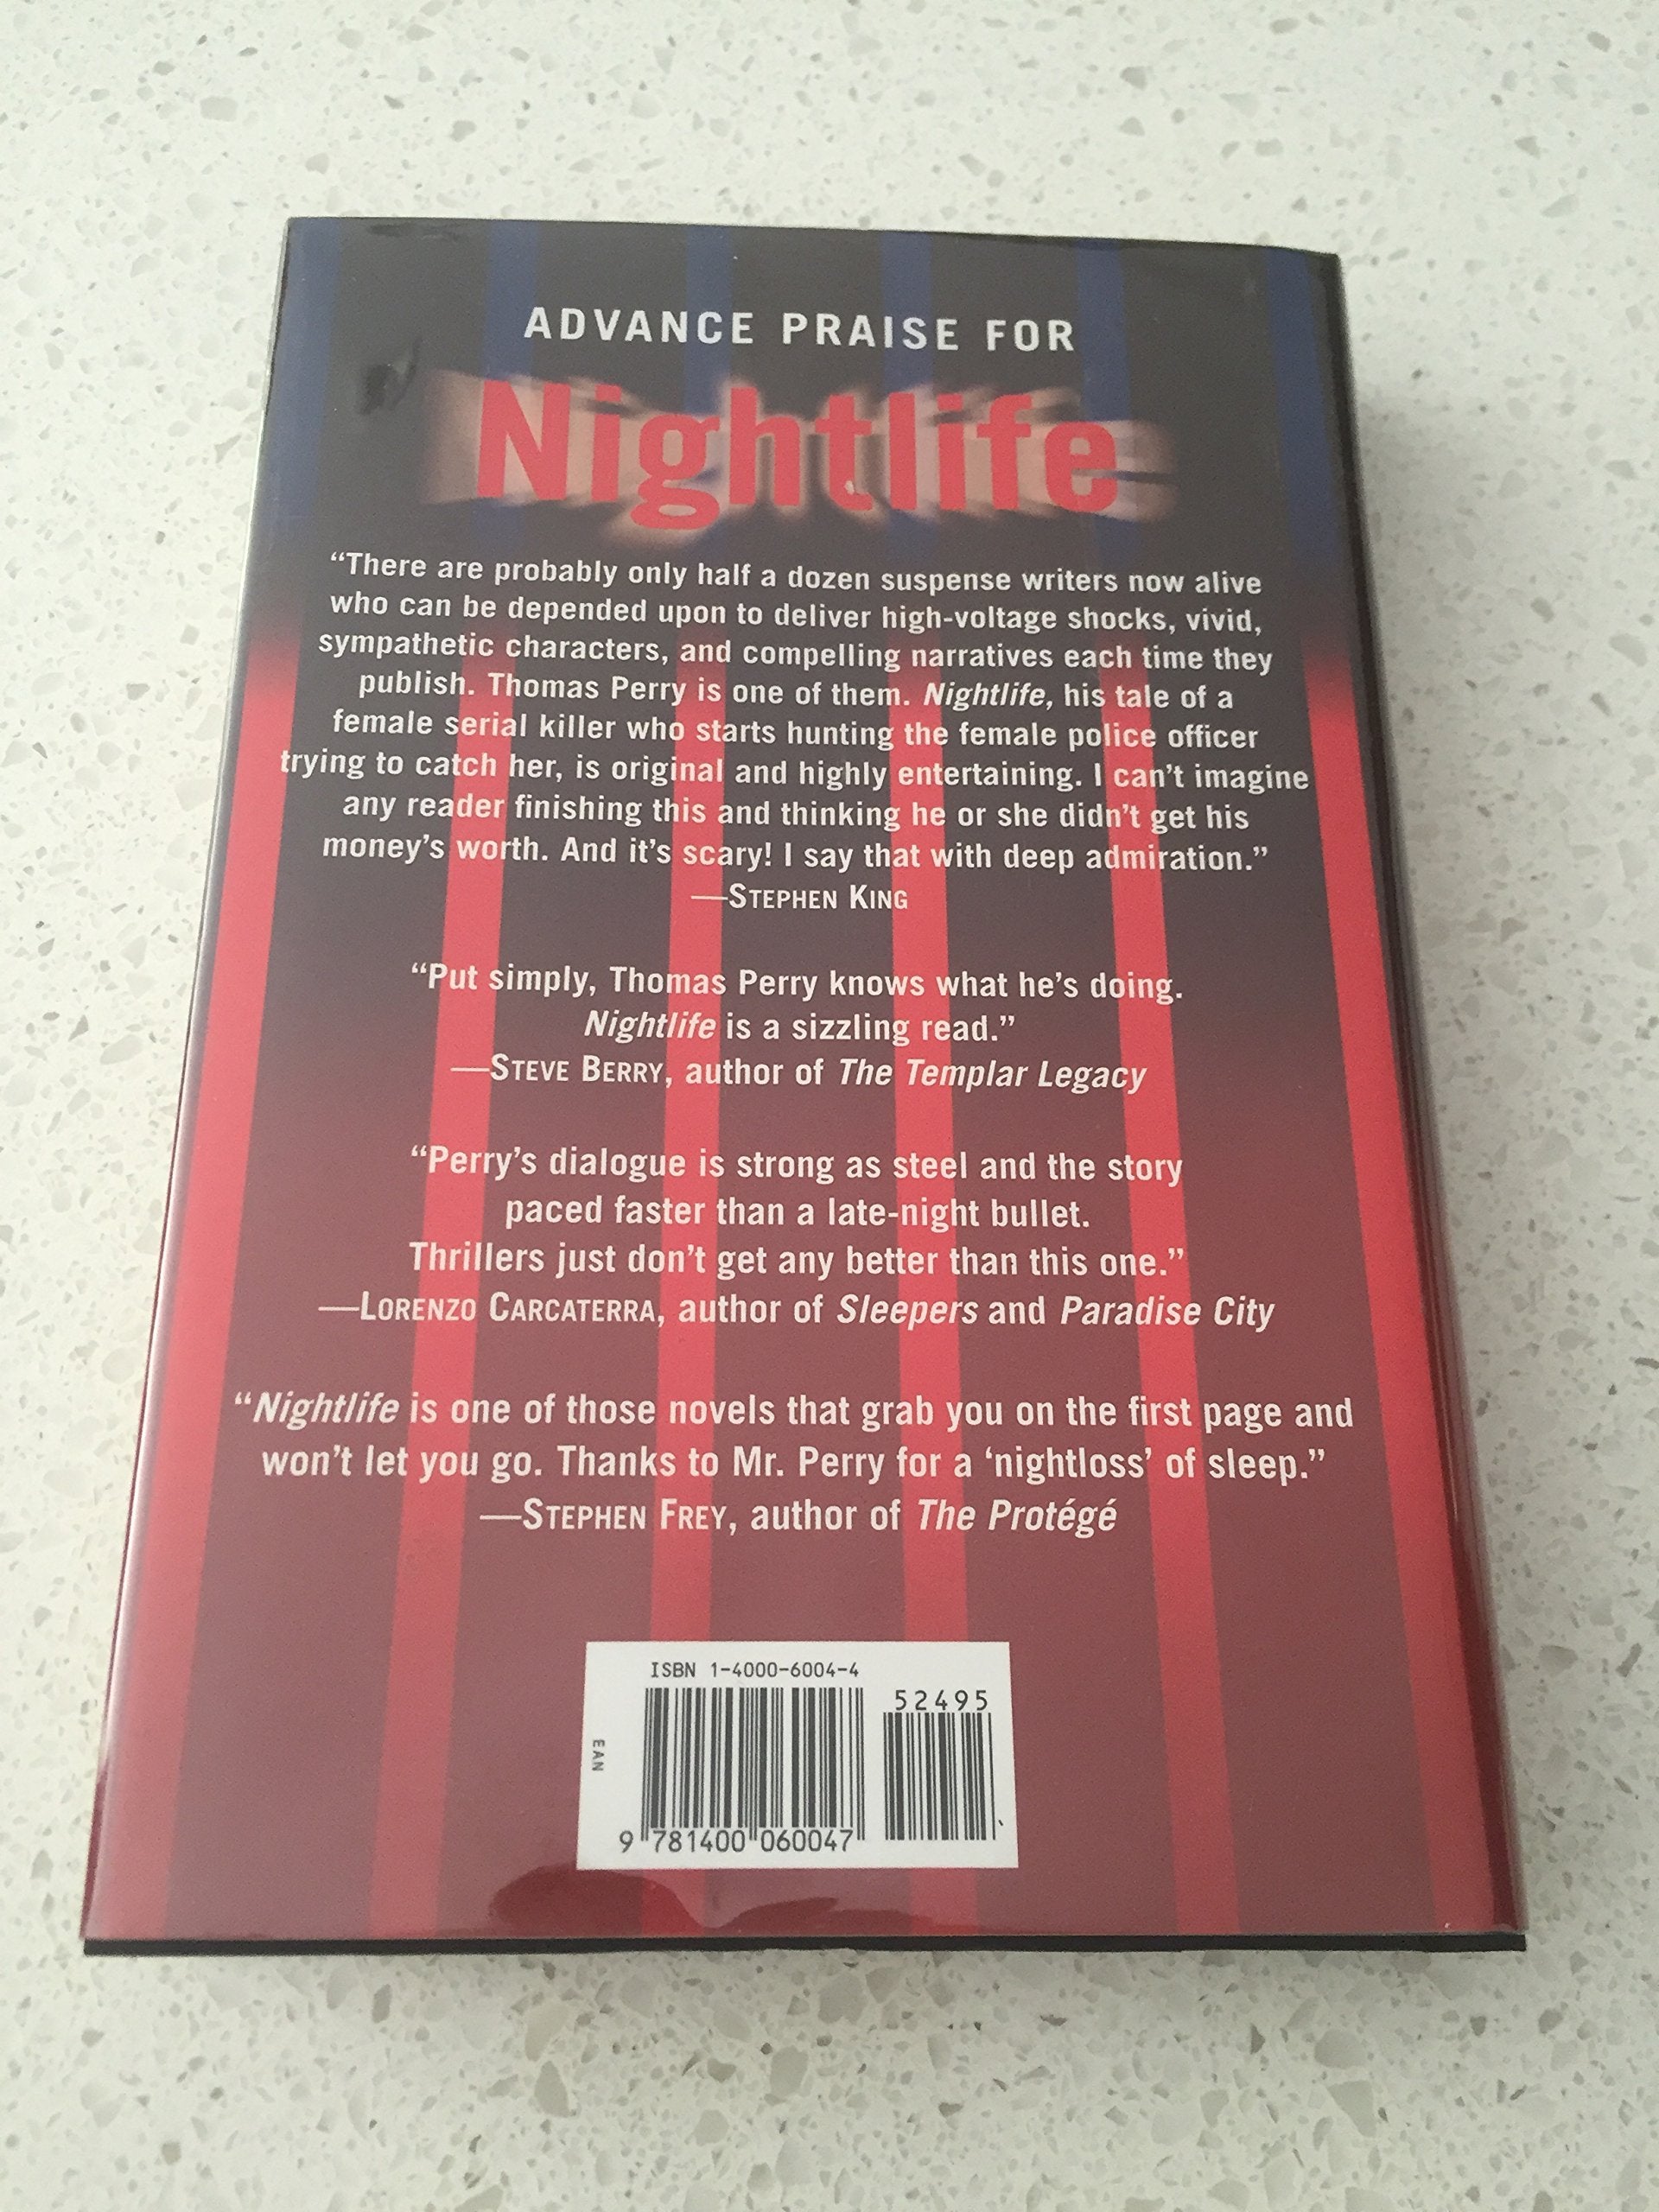 ADVANCE PRAISE FOR
Nightlife
“There are probably only half a dozen suspense writers now alive
who can be depended upon to deliver high-voltage shocks, vivid,
sympathetic characters, and compelling narratives each time they
publish. Thomas Perry is one of them. Nightlife, his tale of a
female serial killer who starts hunting the female police officer
trying to catch her, is original and highly entertaining. I can’t imagine
any reader finishing this and thinking he or she didn’t get his
money’s worth. And it’s scary! I say that with deep admiration.”
—STEPHEN KING
“Put simply, Thomas Perry knows what he’s doing.
Nightlife is a sizzling read.”
—STEVE BERRY, author of The Templar Legacy
“Perry’s dialogue is strong as steel and the story
paced faster than a late-night bullet.
Thrillers just don’t get any better than this one.”
—LORENZO CARCATERRA, author of Sleepers and Paradise City
“Nightlife is one of those novels that grab you on the first page and
won’t let you go. Thanks to Mr. Perry for a ‘nightloss’ of sleep.”
—STEPHEN FREY, author of The Protégé
ISBN 1-4000-6004-4
52495
EAN
9 781400 060047